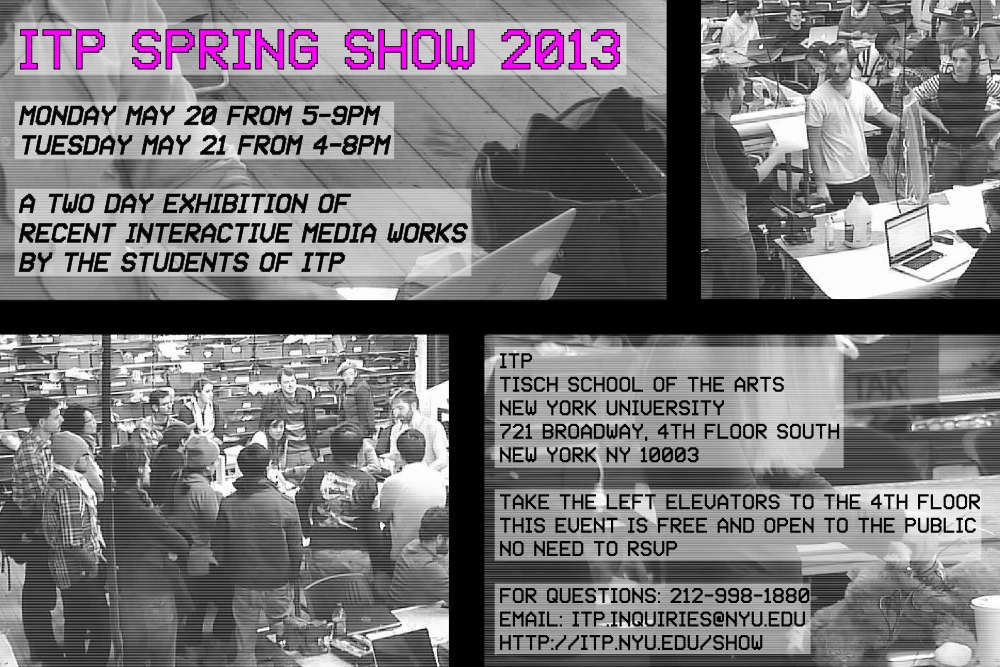 ITP SPRING SHOW 2013
MONDAY MAY 20 FROM 5-9PM
TUESDAY MAY 21 FROM 4-8PM
A TWO DAY EXHIBITION OF
RECENT INTERACTIVE MEDIA WORKS
BY THE STUDENTS OF ITP
TAK
ITP
TISCH SCHOOL OF THE ARTS
NEW YORK UNIVERSITY
721 BROADWAY, 4TH FLOOR SOUTH
NEW YORK NY 10003
TAKE THE LEFT ELEVATORS TO THE 4TH FLOOR
THIS EVENT IS FREE AND OPEN TO THE PUBLIC
NO NEED TO RSVP
FOR QUESTIONS: 212-998-1880
EMAIL: ITP.INQUIRIES@NYU.EDU
HTTP://ITP.NYU.EDU/SHOW